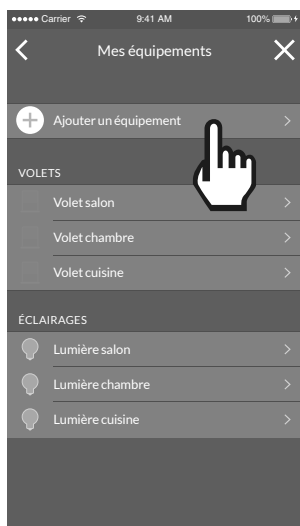 Carrier 9:41 AM 100%
Mes équipements
Ajouter un équipement
VOLETS
Volet salon
Volet chambre
Volet cuisine
ÉCLAIRAGES
Lumière salon
Lumière chambre
Lumière cuisine